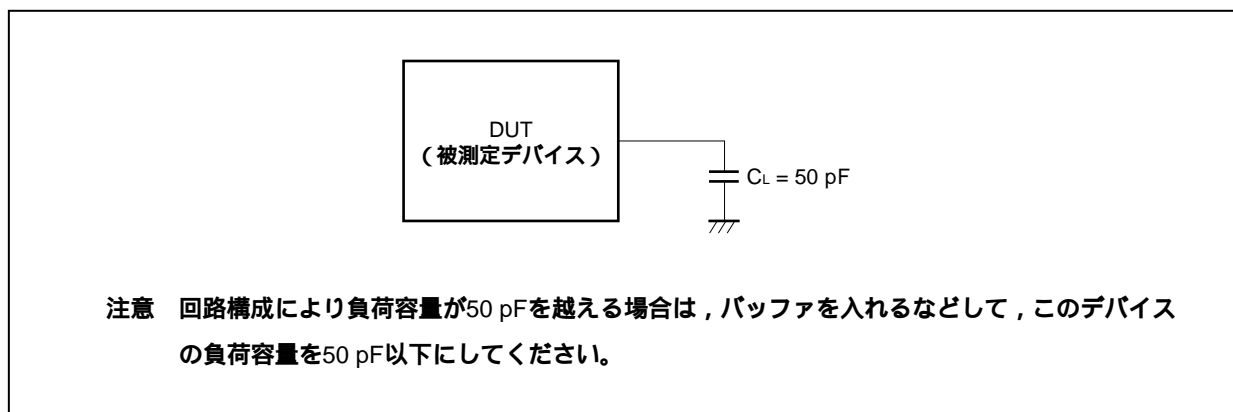 DUT
（被測定デバイス）
CL = 50 pF
注意　回路構成により負荷容量が50 pFを越える場合は，バッファを入れるなどして，このデバイス
の負荷容量を50 pF以下にしてください。